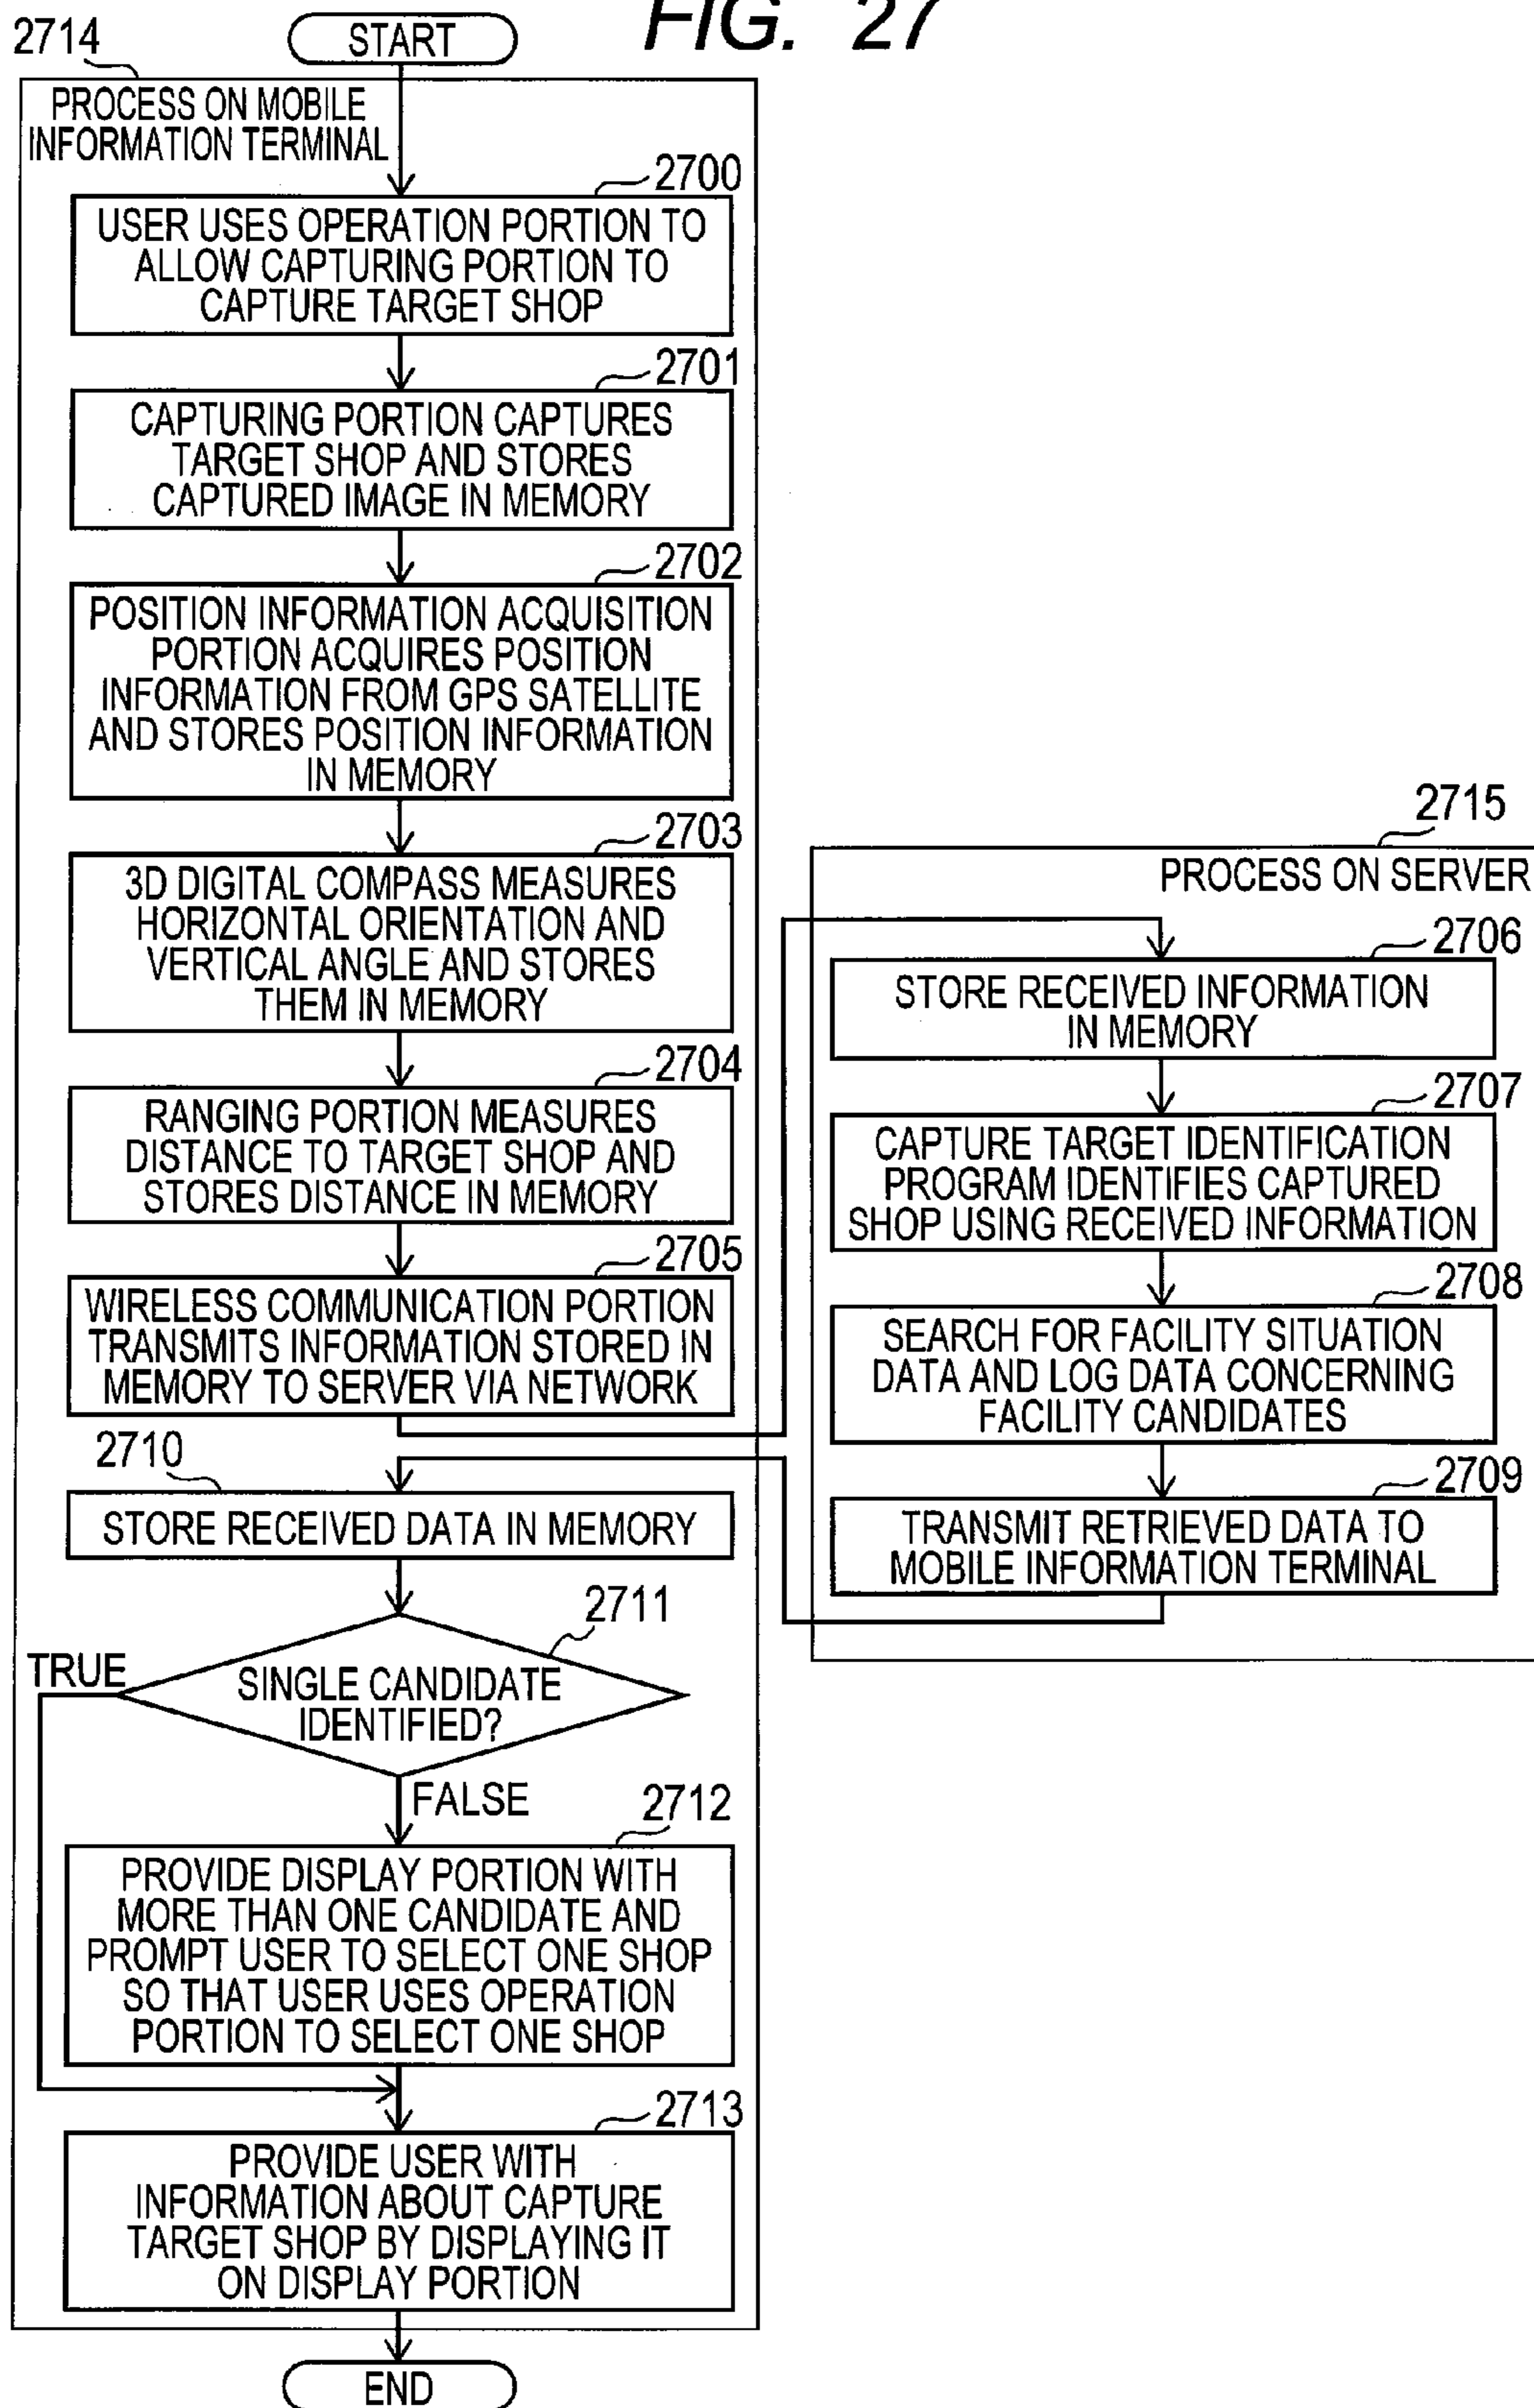 FIG. 27
START
2714
PROCESS ON MOBILE
INFORMATION TERMINAL
2700
USER USES OPERATION PORTION TO
ALLOW CAPTURING PORTION TO
CAPTURE TARGET SHOP
2701
CAPTURING PORTION CAPTURES
TARGET SHOP AND STORES
CAPTURED IMAGE IN MEMORY
2702
POSITION INFORMATION ACQUISITION
PORTION ACQUIRES POSITION
INFORMATION FROM GPS SATELLITE
AND STORES POSITION INFORMATION
IN MEMORY
2703
3D DIGITAL COMPASS MEASURES
HORIZONTAL ORIENTATION AND
VERTICAL ANGLE AND STORES
THEM IN MEMORY
2704
RANGING PORTION MEASURES
DISTANCE TO TARGET SHOP AND
STORES DISTANCE IN MEMORY
2705
WIRELESS COMMUNICATION PORTION
TRANSMITS INFORMATION STORED IN
MEMORY TO SERVER VIA NETWORK
2715
PROCESS ON SERVER
2706
STORE RECEIVED INFORMATION
IN MEMORY
2707
CAPTURE TARGET IDENTIFICATION
PROGRAM IDENTIFIES CAPTURED
SHOP USING RECEIVED INFORMATION
2708
SEARCH FOR FACILITY SITUATION
DATA AND LOG DATA CONCERNING
FACILITY CANDIDATES
2709
TRANSMIT RETRIEVED DATA TO
MOBILE INFORMATION TERMINAL
2710
STORE RECEIVED DATA IN MEMORY
2711
TRUE
SINGLE CANDIDATE
IDENTIFIED?
FALSE
2712
PROVIDE DISPLAY PORTION WITH
MORE THAN ONE CANDIDATE AND
PROMPT USER TO SELECT ONE SHOP
SO THAT USER USES OPERATION
PORTION TO SELECT ONE SHOP
2713
PROVIDE USER WITH
INFORMATION ABOUT CAPTURE
TARGET SHOP BY DISPLAYING IT
ON DISPLAY PORTION
END